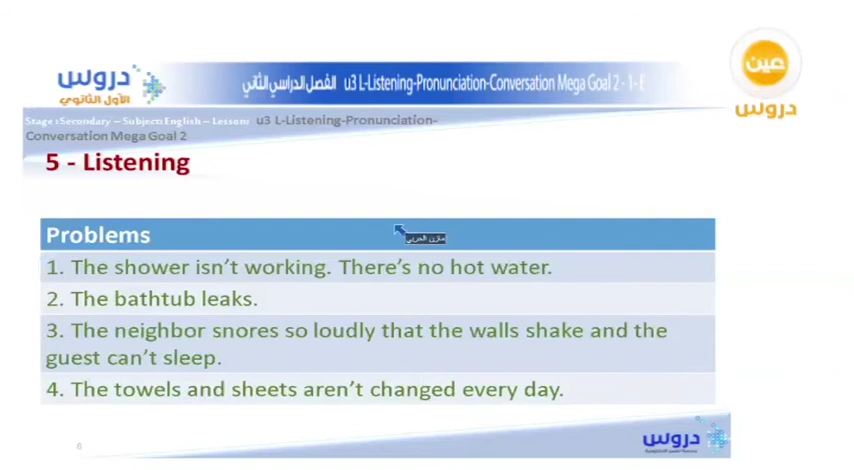 عين
دروس
دروس
الأول الثانوي
الفصل الدراسي الثاني u3 L-Listening-Pronunciation-Conversation Mega Goal 2 - 1- E
Stage :Secondary – Subject: English – Lesson: u3 L-Listening-Pronunciation-
Conversation Mega Goal 2
5 - Listening
مازن الحربي
Problems
1. The shower isn't working. There's no hot water.
2. The bathtub leaks.
3. The neighbor snores so loudly that the walls shake and the
guest can't sleep.
4. The towels and sheets aren't changed every day.
6
دروس